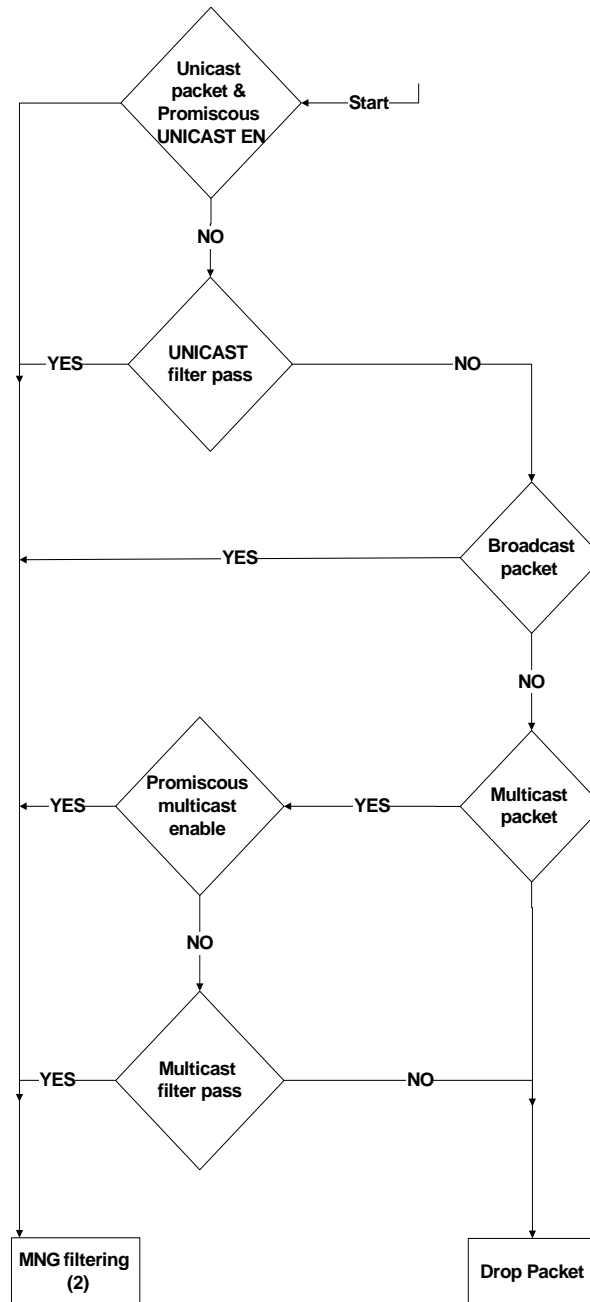 Unicast
packet &
Promiscous
UNICAST EN
Start
NO
UNICAST
filter pass
YES
NO
Broadcast
packet
YES
NO
Promiscous
multicast
enable
Multicast
packet
YES
YES
NO
Multicast
filter pass
YES
NO
MNG filtering
(2)
Drop Packet